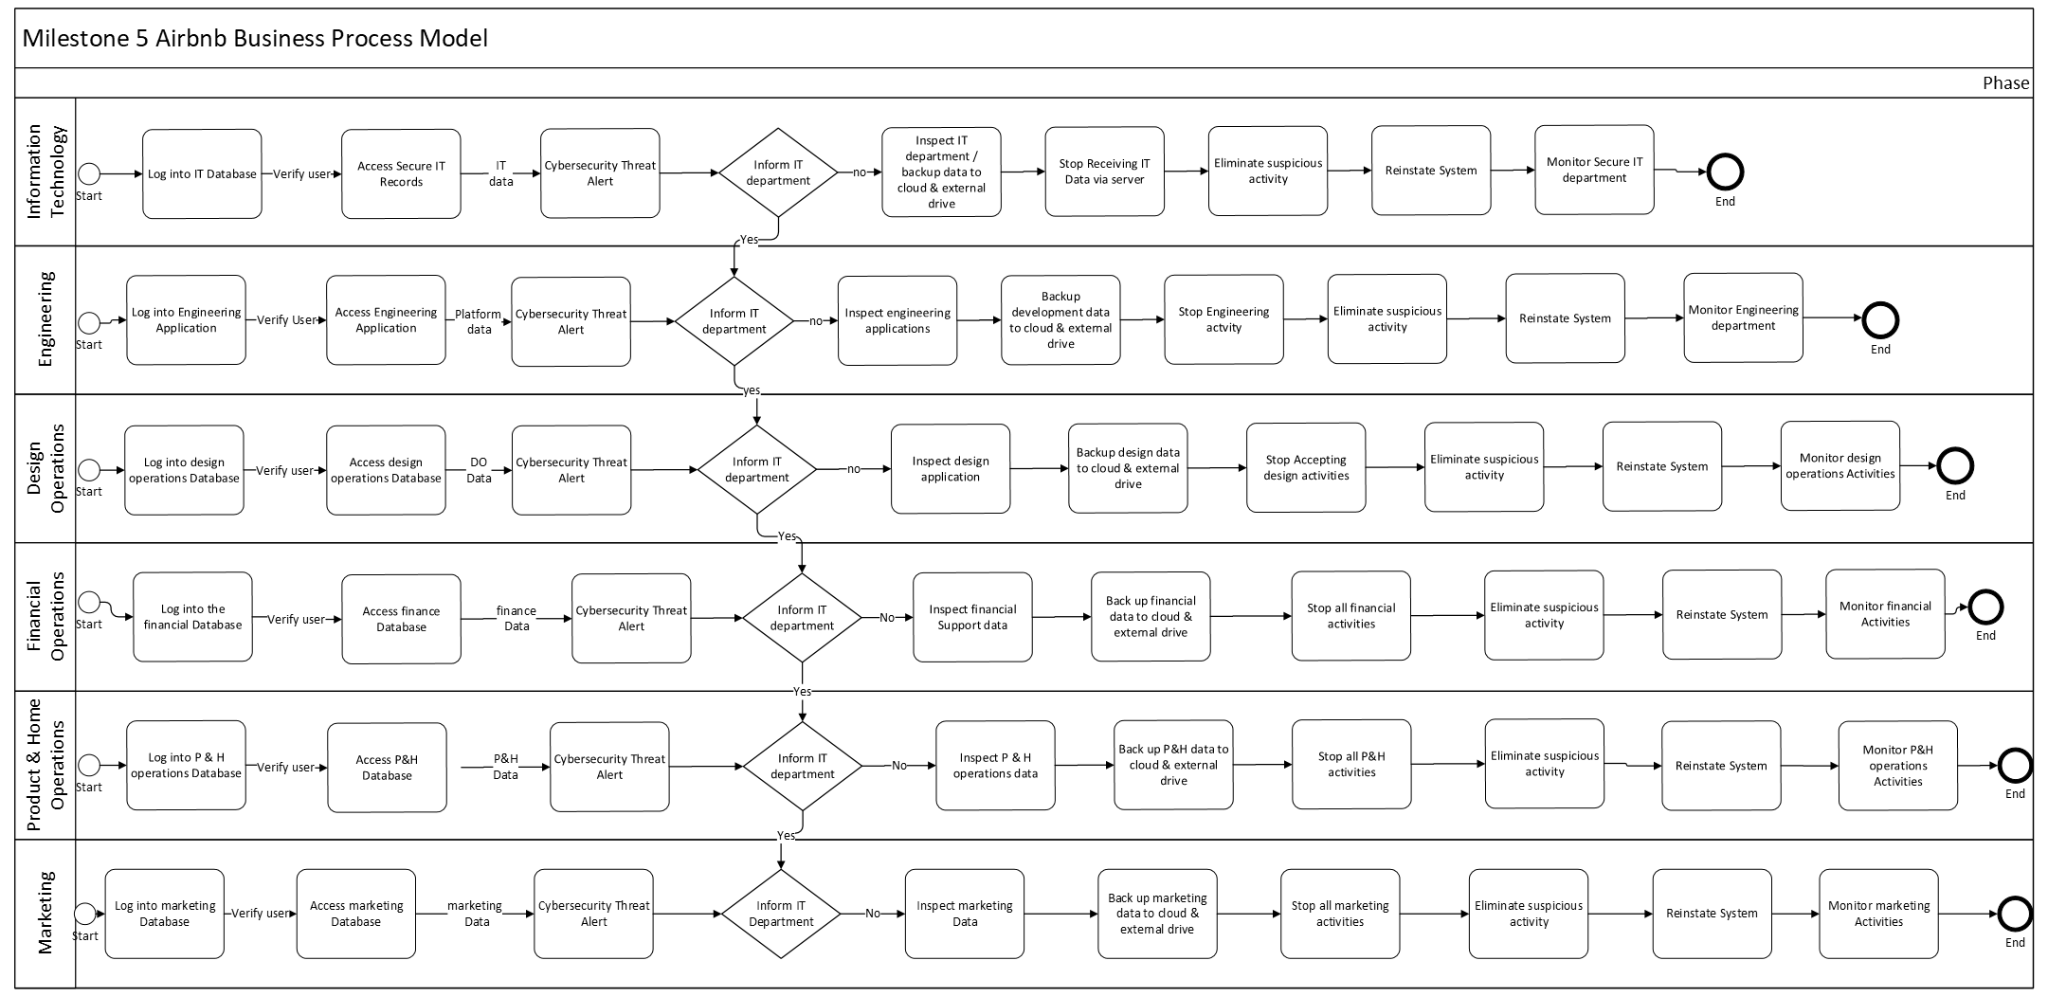 Milestone 5 Airbnb Business Process Model
Phase
Information
Technology
Start
Log into IT Database
Verify user
Access Secure IT
Records
IT
data
Cybersecurity Threat
Alert
Inform IT
department
no
Inspect IT
department /
backup data to
cloud & external
drive
Stop Receiving IT
Data via server
Eliminate suspicious
activity
Reinstate System
Monitor Secure IT
department
End
Yes
Engineering
Start
Log into Engineering
Application
Verify User
Access Engineering
Application
Platform
data
Cybersecurity Threat
Alert
Inform IT
department
no
Inspect engineering
applications
Backup
development data
to cloud & external
drive
Stop Engineering
actvity
Eliminate suspicious
activity
Reinstate System
Monitor Engineering
department
End
yes
Design
Operations
Start
Log into design
operations Database
Verify user
Access design
operations Database
DO
Data
Cybersecurity Threat
Alert
Inform IT
department
no
Inspect design
application
Backup design data
to cloud & external
drive
Stop Accepting
design activities
Eliminate suspicious
activity
Reinstate System
Monitor design
operations Activities
End
Yes
Financial
Operations
Start
Log into the
financial Database
Verify user
Access finance
Database
finance
Data
Cybersecurity Threat
Alert
Inform IT
department
No
Inspect financial
Support data
Back up financial
data to cloud &
external drive
Stop all financial
activities
Eliminate suspicious
activity
Reinstate System
Monitor financial
Activities
End
Yes
Product & Home
Operations
Start
Log into P & H
operations Database
Verify user
Access P&H
Database
P&H
Data
Cybersecurity Threat
Alert
Inform IT
department
No
Inspect P & H
operations data
Back up P&H data to
cloud & external
drive
Stop all P&H
activities
Eliminate suspicious
activity
Reinstate System
Monitor P&H
operations
Activities
End
Yes
Marketing
Start
Log into marketing
Database
Verify user
Access marketing
Database
marketing
Data
Cybersecurity Threat
Alert
Inform IT
Department
No
Inspect marketing
Data
Back up marketing
data to cloud &
external drive
Stop all marketing
activities
Eliminate suspicious
activity
Reinstate System
Monitor marketing
Activities
End